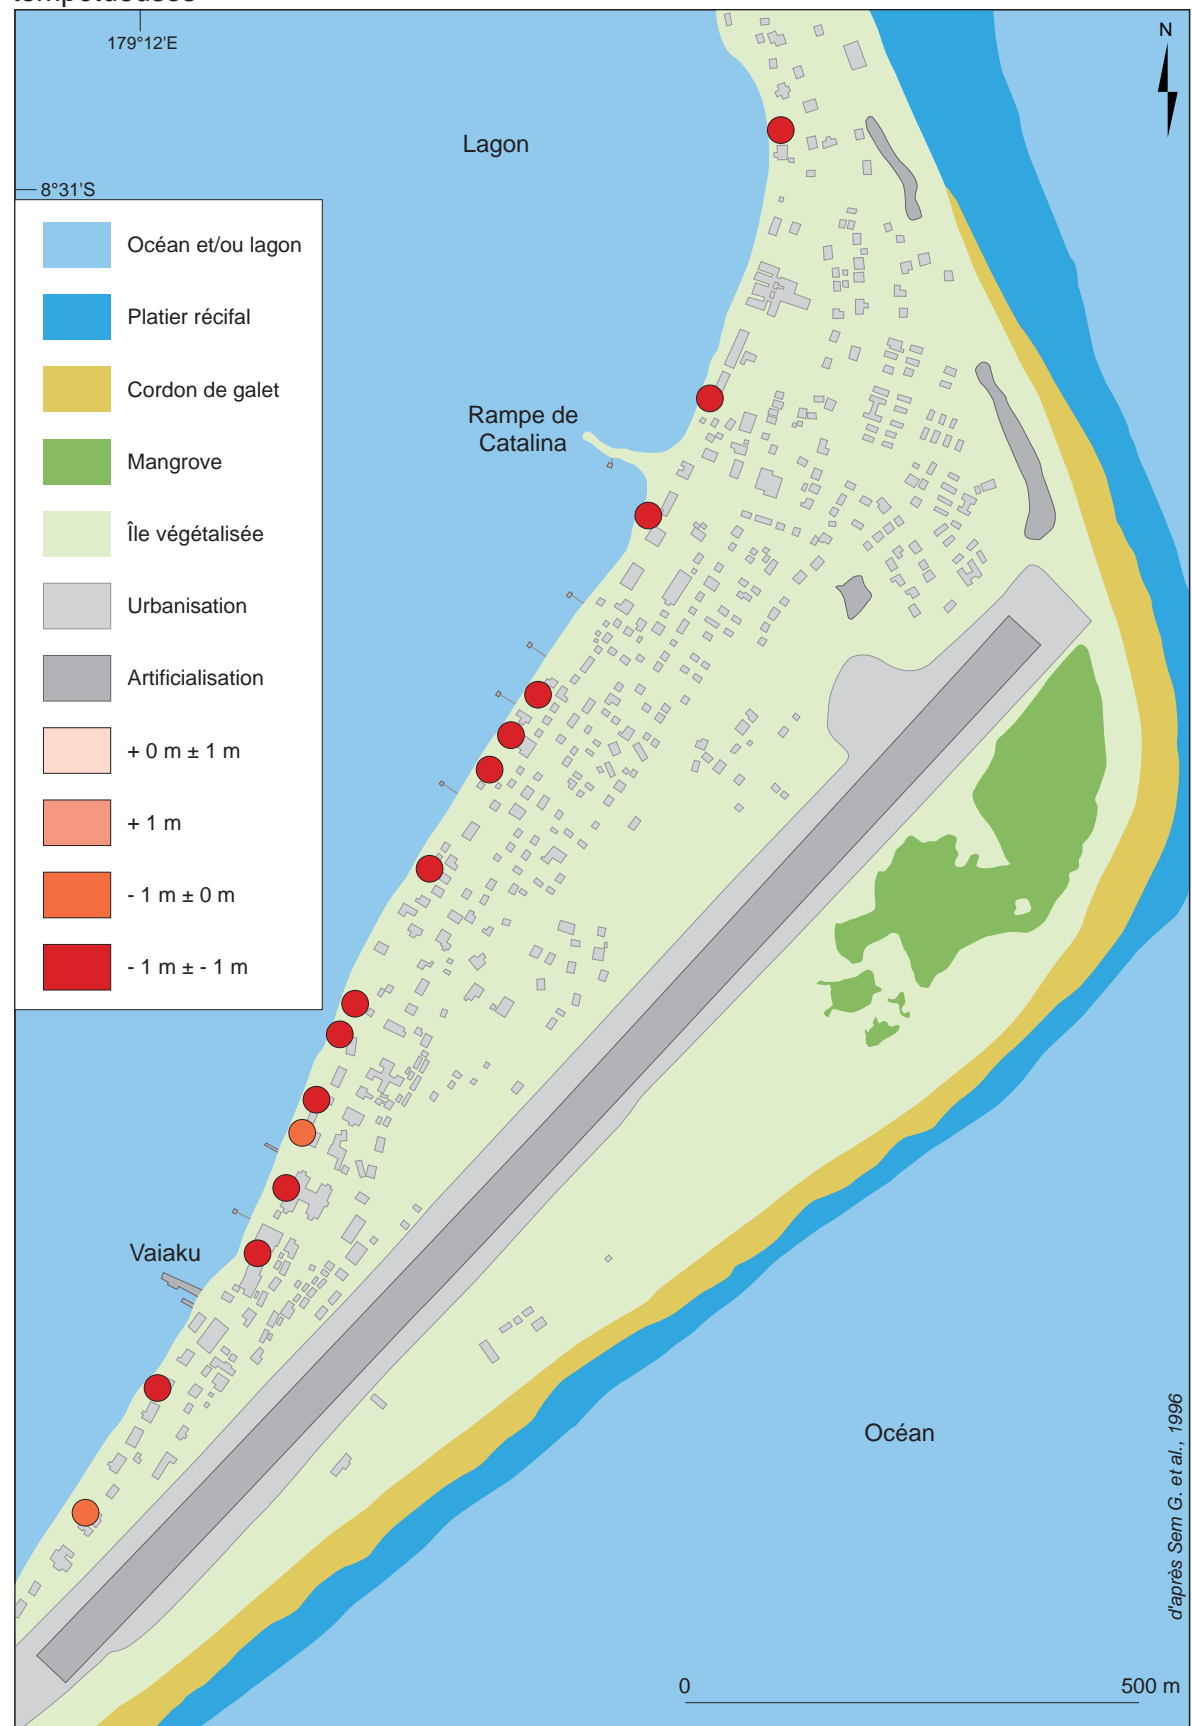 179°12'E
N
Lagon
8°31'S
Océan et/ou lagon
Platier récifal
Cordon de galet
Mangrove
Île végétalisée
Urbanisation
Artificialisation
+ 0 m ± 1 m
+ 1 m
- 1 m ± 0 m
- 1 m ± - 1 m
Rampe de
Catalina
Vaiaku
Océan
d'après Sem G. et al., 1996
0 500 m